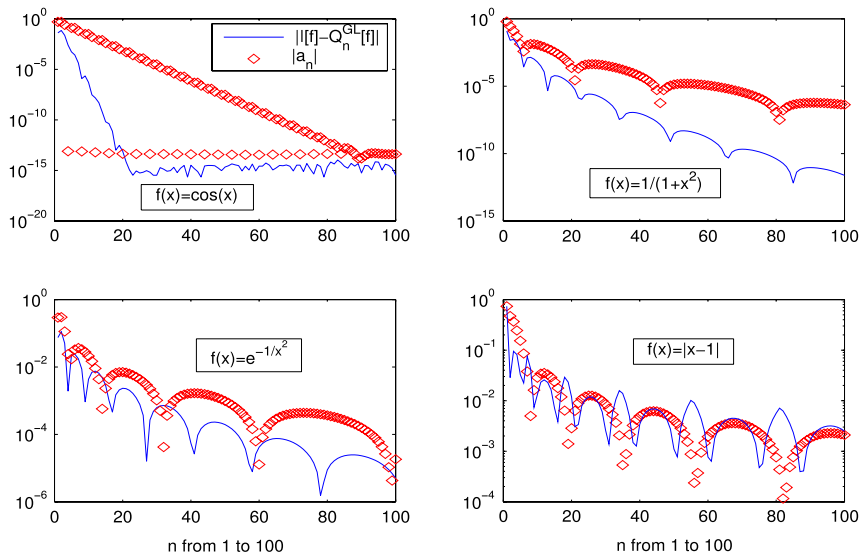 10^0
10^-5
10^-10
10^-15
10^-20
0 20 40 60 80 100
|I[f]−Q_n^GL[f]|
|a_n|
f(x)=cos(x)
10^0
10^-5
10^-10
10^-15
0 20 40 60 80 100
f(x)=1/(1+x^2)
10^0
10^-2
10^-4
10^-6
0 20 40 60 80 100
f(x)=e^-1/x^2
n from 1 to 100
10^0
10^-1
10^-2
10^-3
10^-4
0 20 40 60 80 100
f(x)=|x−1|
n from 1 to 100